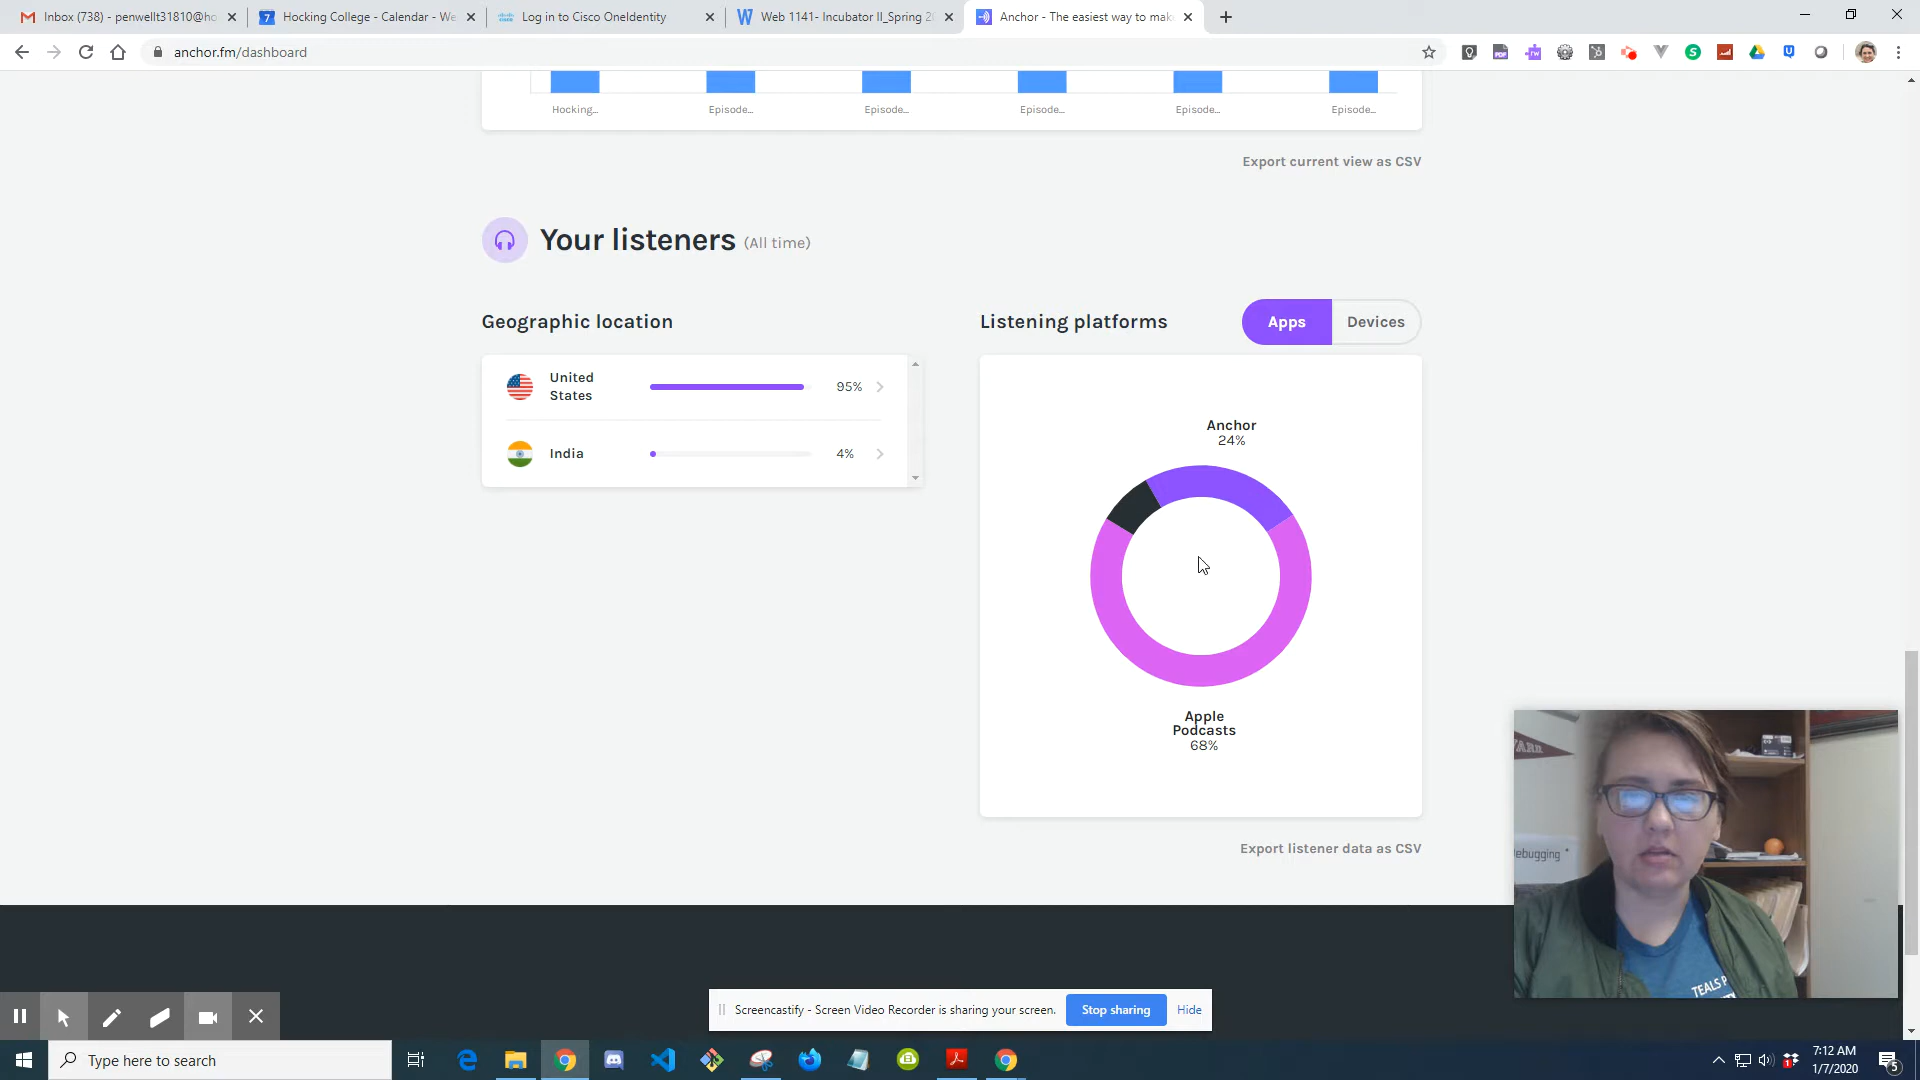 Inbox (738) - penwellt31810@ho
Hocking College - Calendar - We
Log in to Cisco OneIdentity
Web 1141- Incubator II_Spring 2
Anchor - The easiest way to mak
anchor.fm/dashboard
Hocking...
Episode...
Episode...
Episode...
Episode...
Episode...
Export current view as CSV
Your listeners (All time)
Geographic location
Listening platforms
Apps
Devices
United
States
95%
India
4%
Anchor
24%
Apple
Podcasts
68%
Export listener data as CSV
ebugging
TEALS P
Screencastify - Screen Video Recorder is sharing your screen.
Stop sharing
Hide
Type here to search
7:12 AM
1/7/2020
5